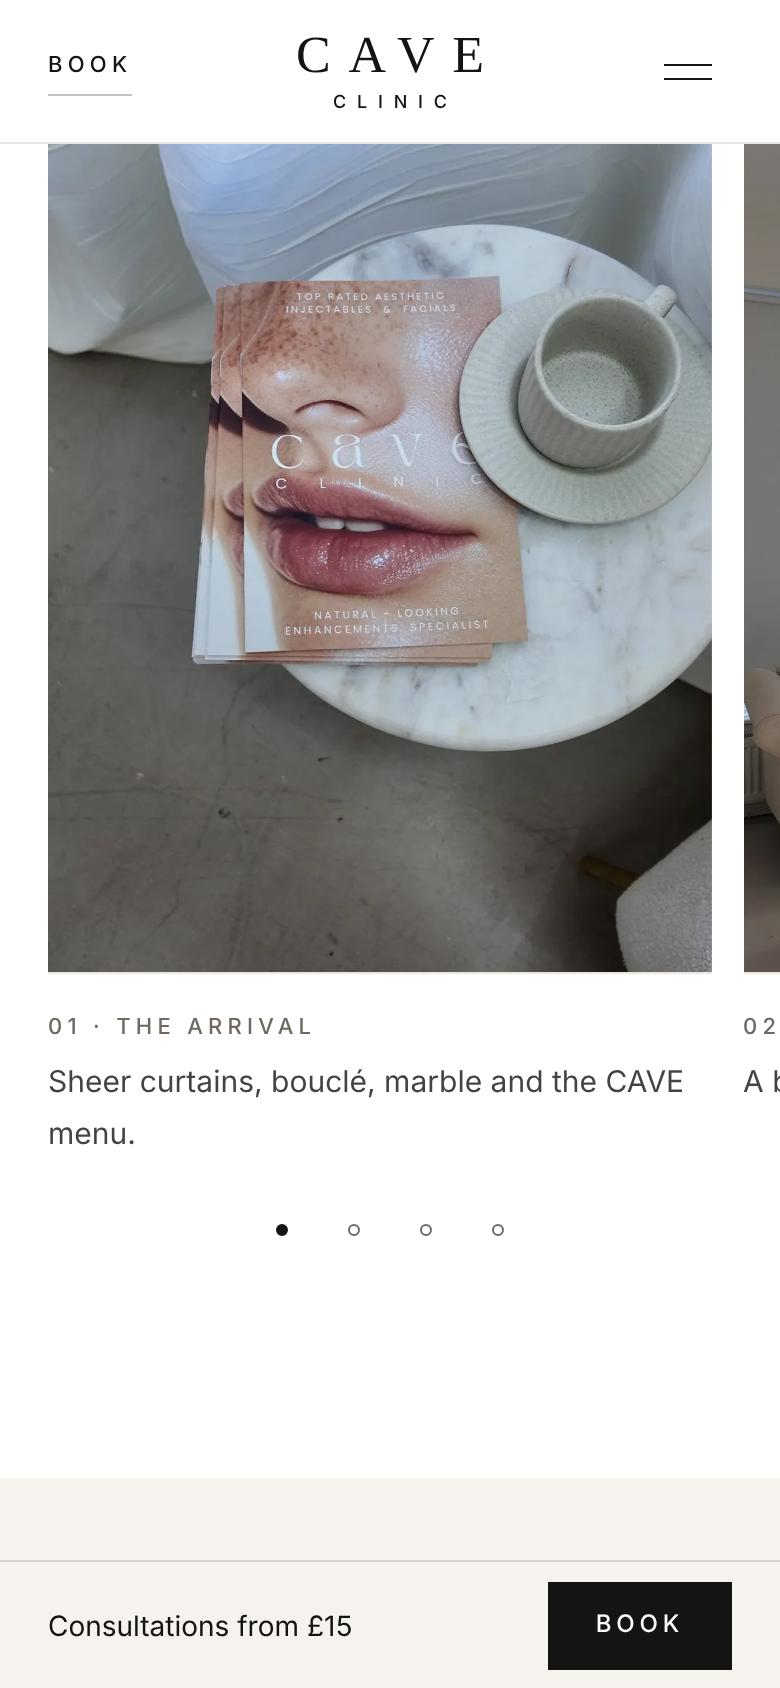 BOOK
CAVE
CLINIC
TOP RATED AESTHETIC
INJECTABLES & FACIALS
cave
CLINIC
NATURAL - LOOKING
ENHANCEMENTS SPECIALIST
01 · THE ARRIVAL
02
Sheer curtains, bouclé, marble and the CAVE
A b
menu.
Consultations from £15
BOOK